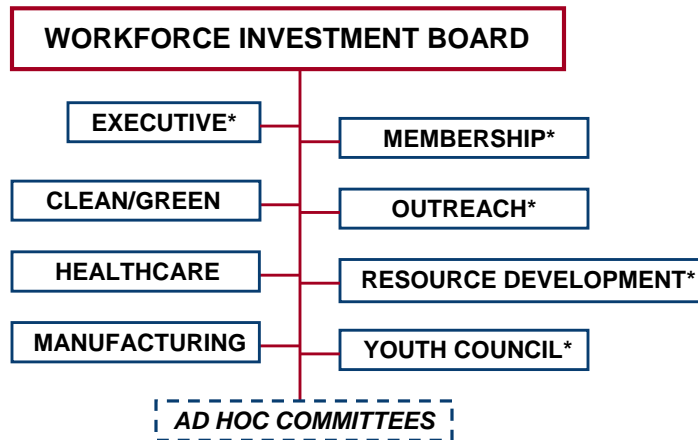 WORKFORCE INVESTMENT BOARD
EXECUTIVE*
MEMBERSHIP*
CLEAN/GREEN
OUTREACH*
HEALTHCARE
RESOURCE DEVELOPMENT*
MANUFACTURING
YOUTH COUNCIL*
AD HOC COMMITTEES